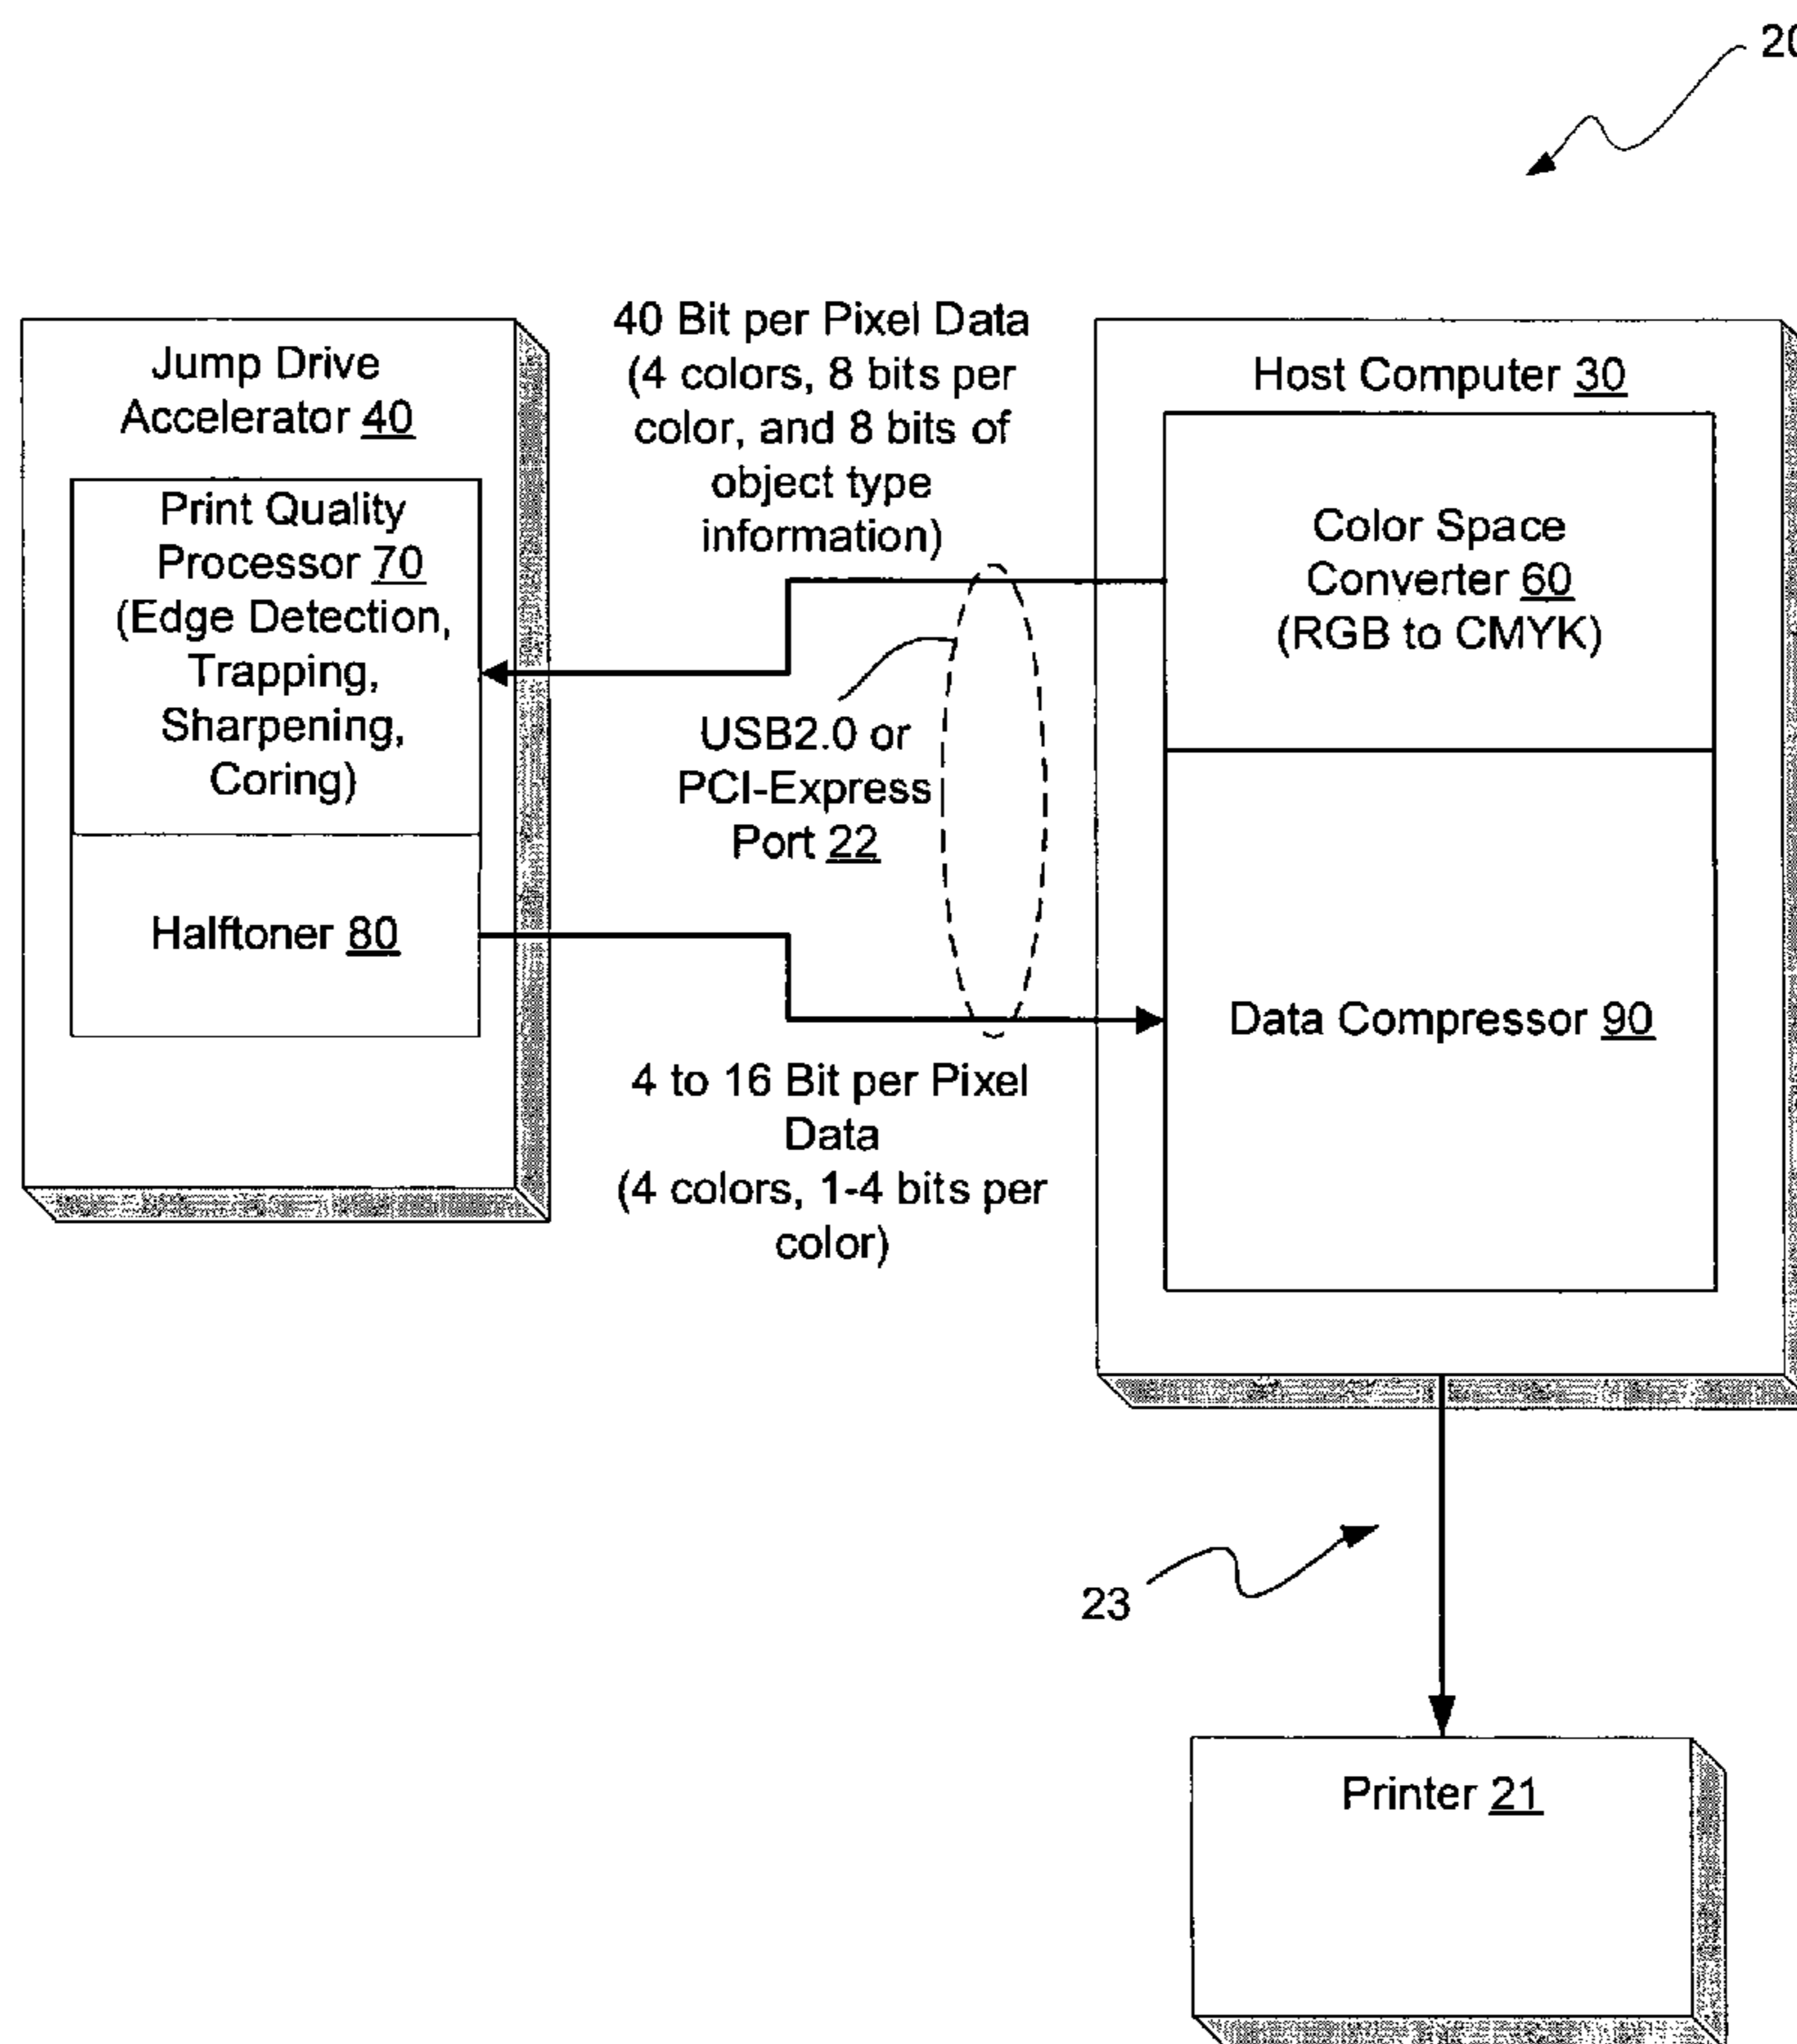 20
Jump Drive
Accelerator 40
Print Quality
Processor 70
(Edge Detection,
Trapping,
Sharpening,
Coring)
Halftoner 80
40 Bit per Pixel Data
(4 colors, 8 bits per
color, and 8 bits of
object type
information)
USB2.0 or
PCI-Express
Port 22
4 to 16 Bit per Pixel
Data
(4 colors, 1-4 bits per
color)
Host Computer 30
Color Space
Converter 60
(RGB to CMYK)
Data Compressor 90
23
Printer 21